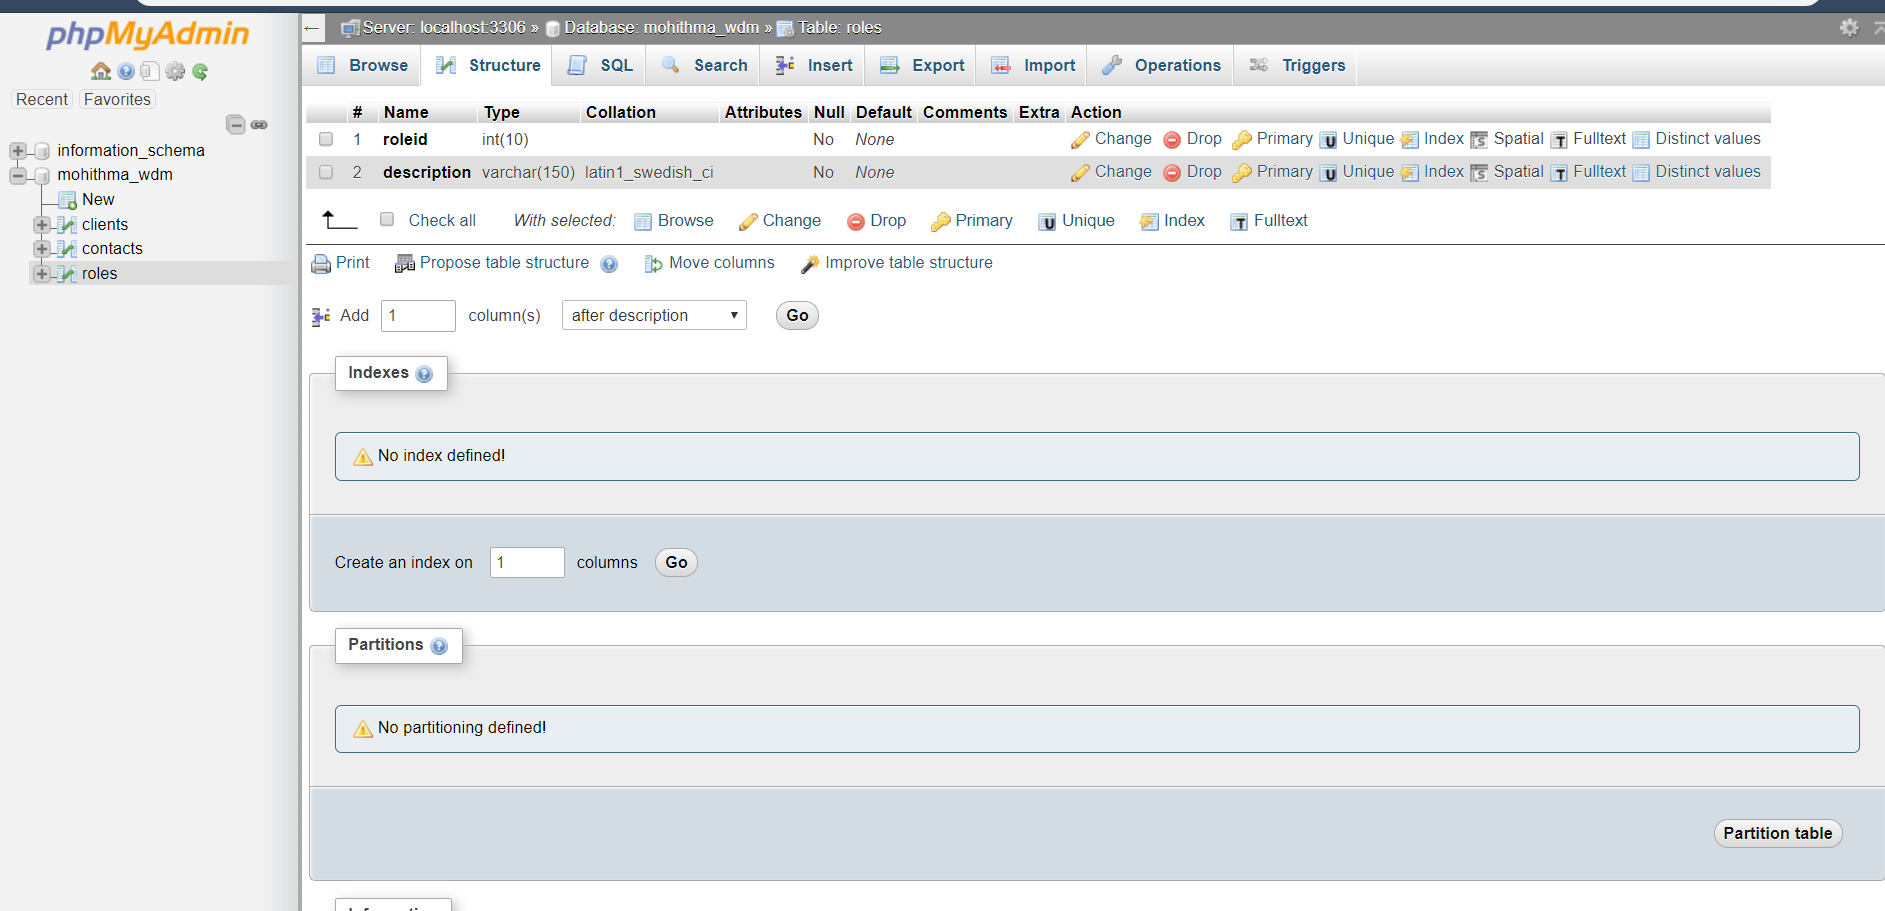 phpMyAdmin
Recent Favorites
information_schema
mohithma_wdm
New
clients
contacts
roles
← Server: localhost:3306 » Database: mohithma_wdm » Table: roles
Browse Structure SQL Search Insert Export Import Operations Triggers
# Name Type Collation Attributes Null Default Comments Extra Action
1 roleid int(10) No None Change Drop Primary Unique Index Spatial Fulltext Distinct values
2 description varchar(150) latin1_swedish_ci No None Change Drop Primary Unique Index Spatial Fulltext Distinct values
Check all With selected: Browse Change Drop Primary Unique Index Fulltext
Print Propose table structure Move columns Improve table structure
Add 1 column(s) after description Go
Indexes
No index defined!
Create an index on 1 columns Go
Partitions
No partitioning defined!
Partition table